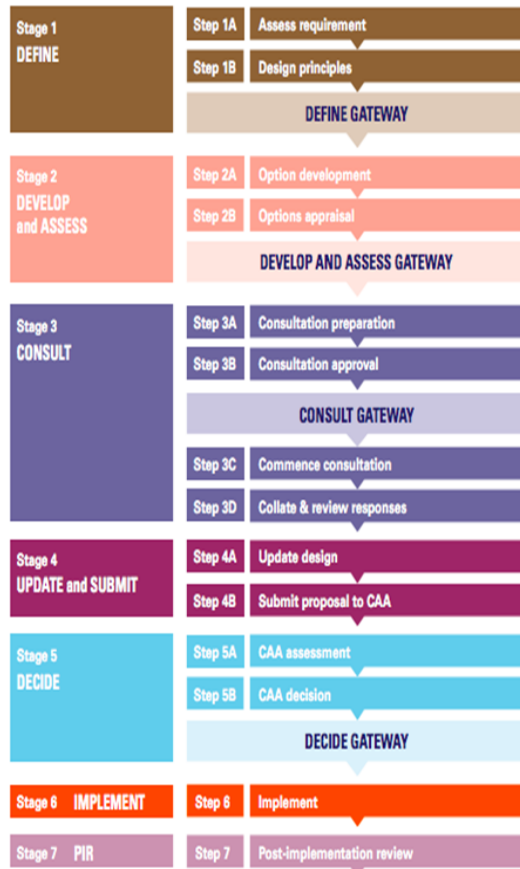 Stage 1
DEFINE
Step 1A Assess requirement
Step 1B Design principles
DEFINE GATEWAY
Stage 2
DEVELOP
and ASSESS
Step 2A Option development
Step 2B Options appraisal
DEVELOP AND ASSESS GATEWAY
Stage 3
CONSULT
Step 3A Consultation preparation
Step 3B Consultation approval
CONSULT GATEWAY
Step 3C Commence consultation
Step 3D Collate & review responses
Stage 4
UPDATE and SUBMIT
Step 4A Update design
Step 4B Submit proposal to CAA
Stage 5
DECIDE
Step 5A CAA assessment
Step 5B CAA decision
DECIDE GATEWAY
Stage 6 IMPLEMENT Step 6 Implement
Stage 7 PIR Step 7 Post-implementation review